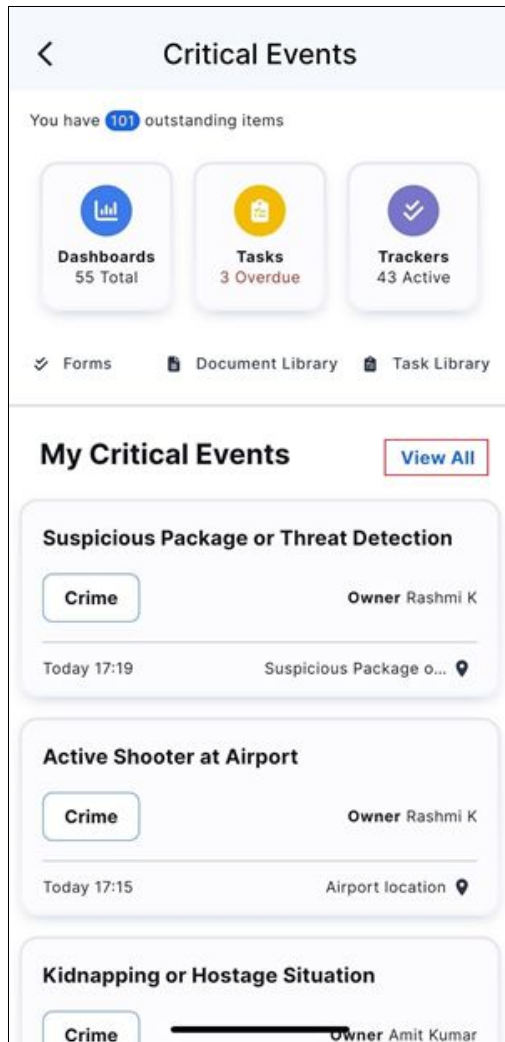 Critical Events
You have 101 outstanding items
Dashboards
55 Total
Tasks
3 Overdue
Trackers
43 Active
Forms
Document Library
Task Library
My Critical Events
View All
Suspicious Package or Threat Detection
Crime
Owner Rashmi K
Today 17:19
Suspicious Package o...
Active Shooter at Airport
Crime
Owner Rashmi K
Today 17:15
Airport location
Kidnapping or Hostage Situation
Crime
Owner Amit Kumar